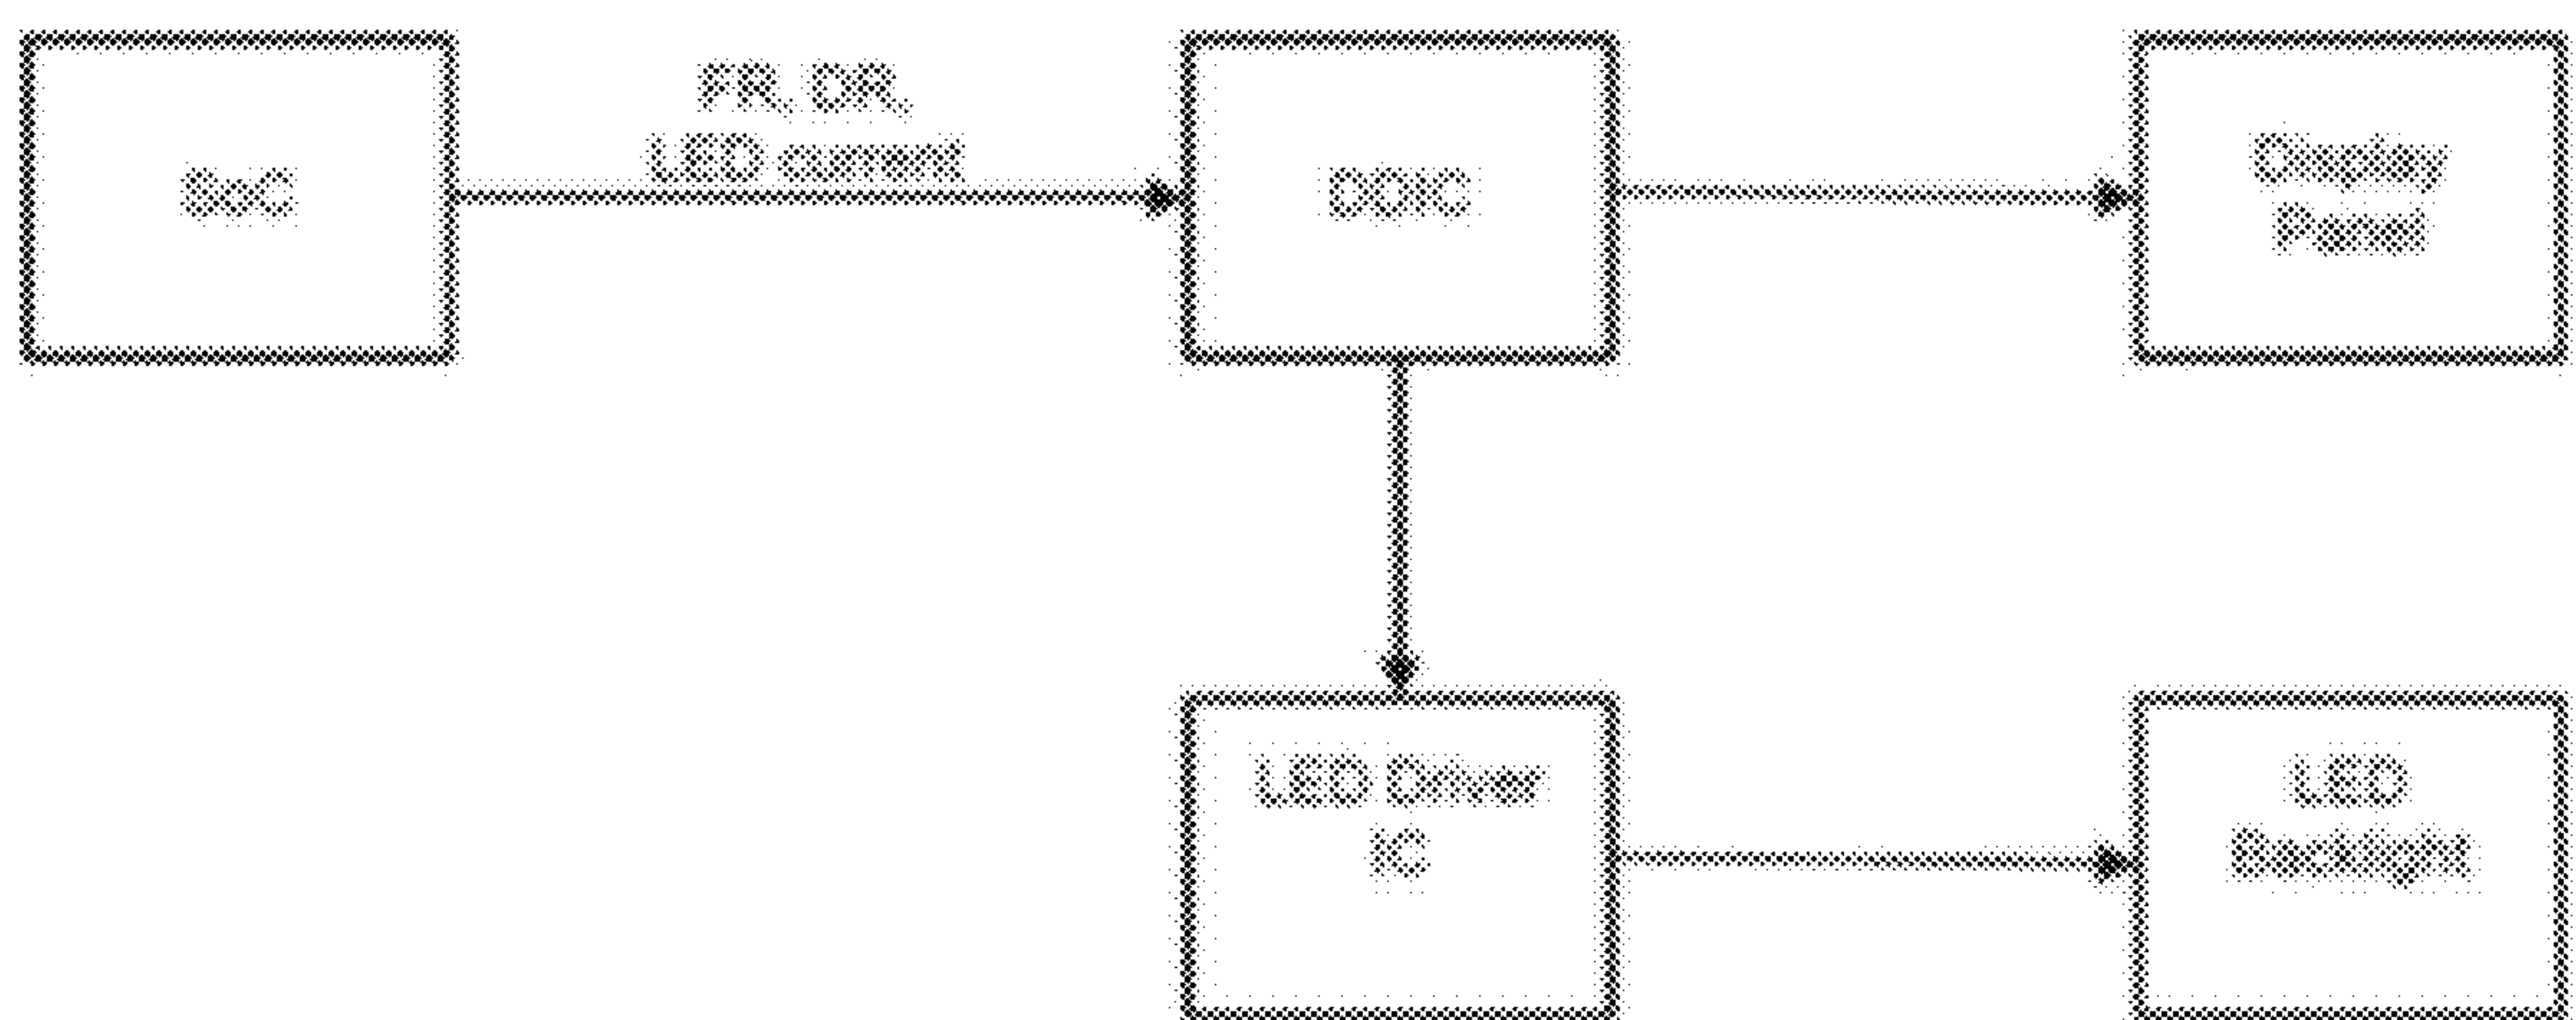 SoC
FR, DR,
LED current
DDIC
Display
Panel
LED Driver
IC
LED
Backlight